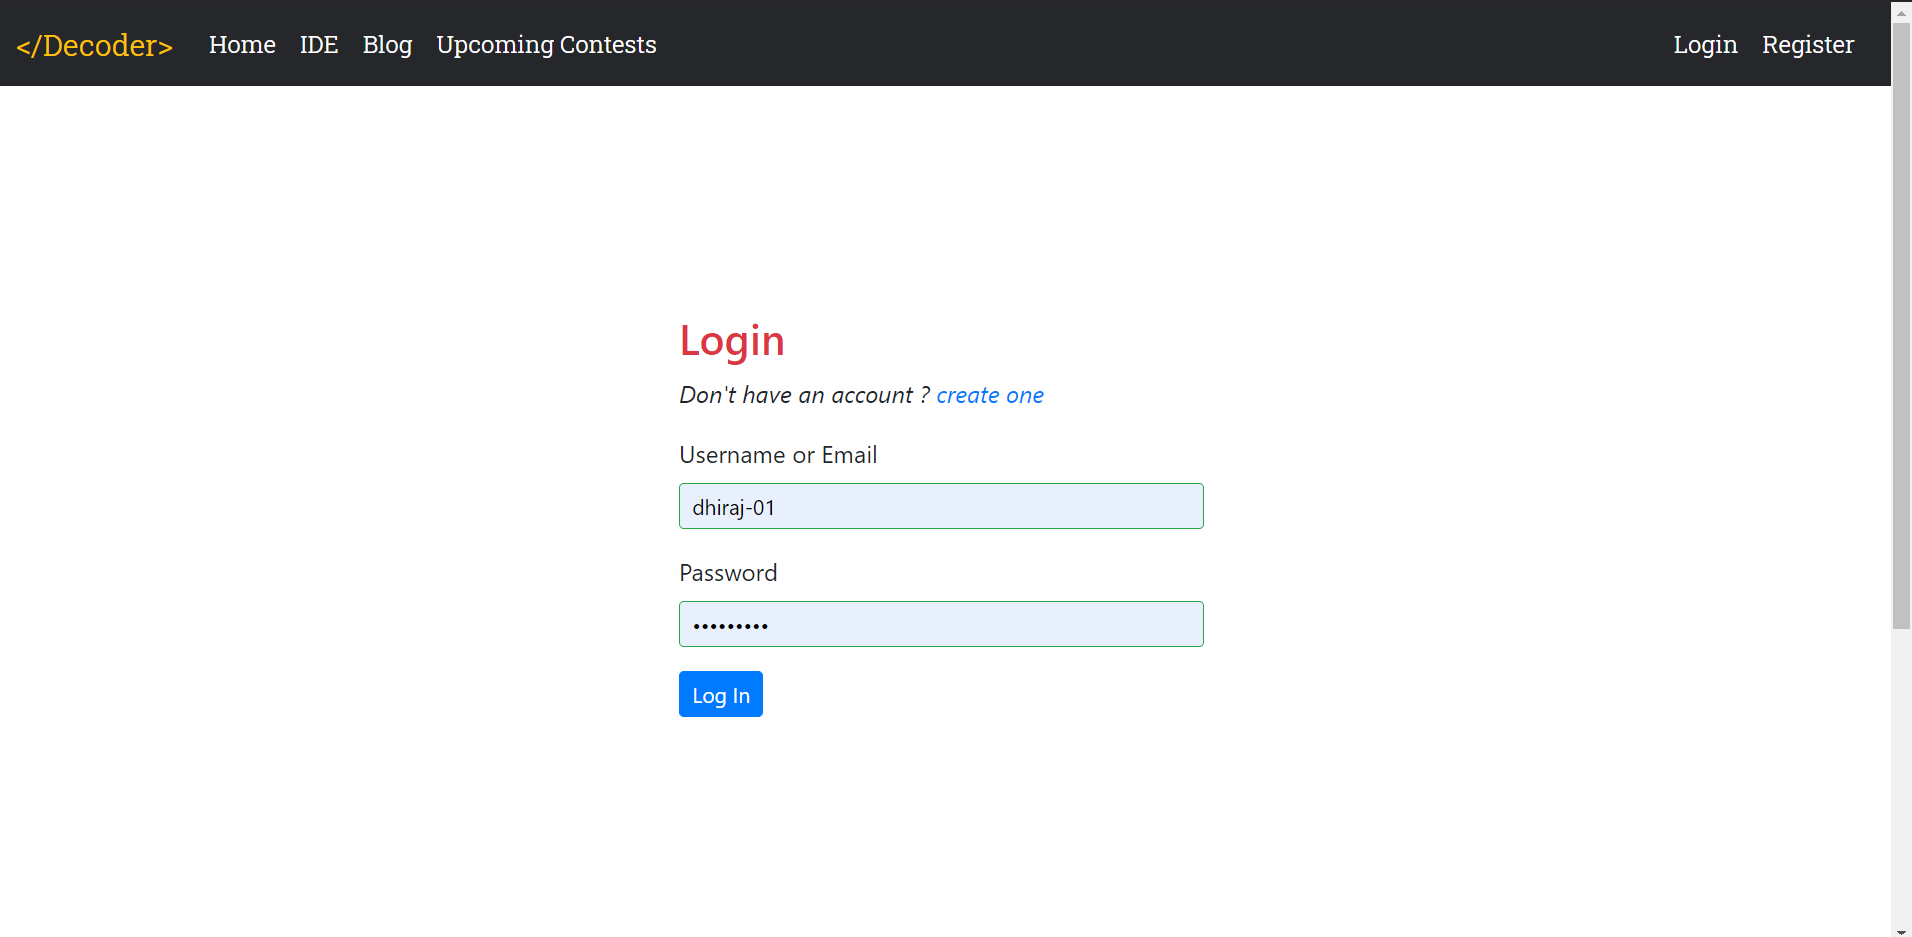 </Decoder> Home IDE Blog Upcoming Contests Login Register
Login
Don't have an account ? create one
Username or Email
dhiraj-01
Password
•••••••••
Log In